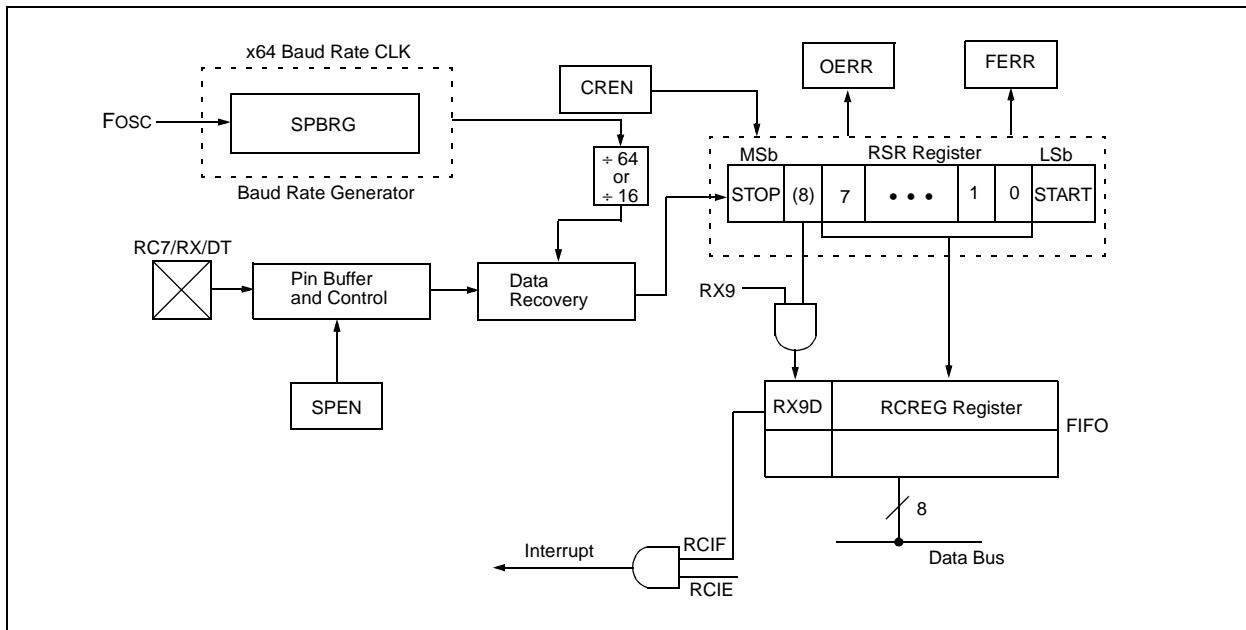 x64 Baud Rate CLK
FOSC
SPBRG
Baud Rate Generator
CREN
OERR
FERR
÷ 64
or
÷ 16
MSb
RSR Register
LSb
STOP
(8)
7
• • •
1
0
START
RC7/RX/DT
Pin Buffer
and Control
Data
Recovery
SPEN
RX9
RX9D
RCREG Register
FIFO
8
Data Bus
Interrupt
RCIF
RCIE